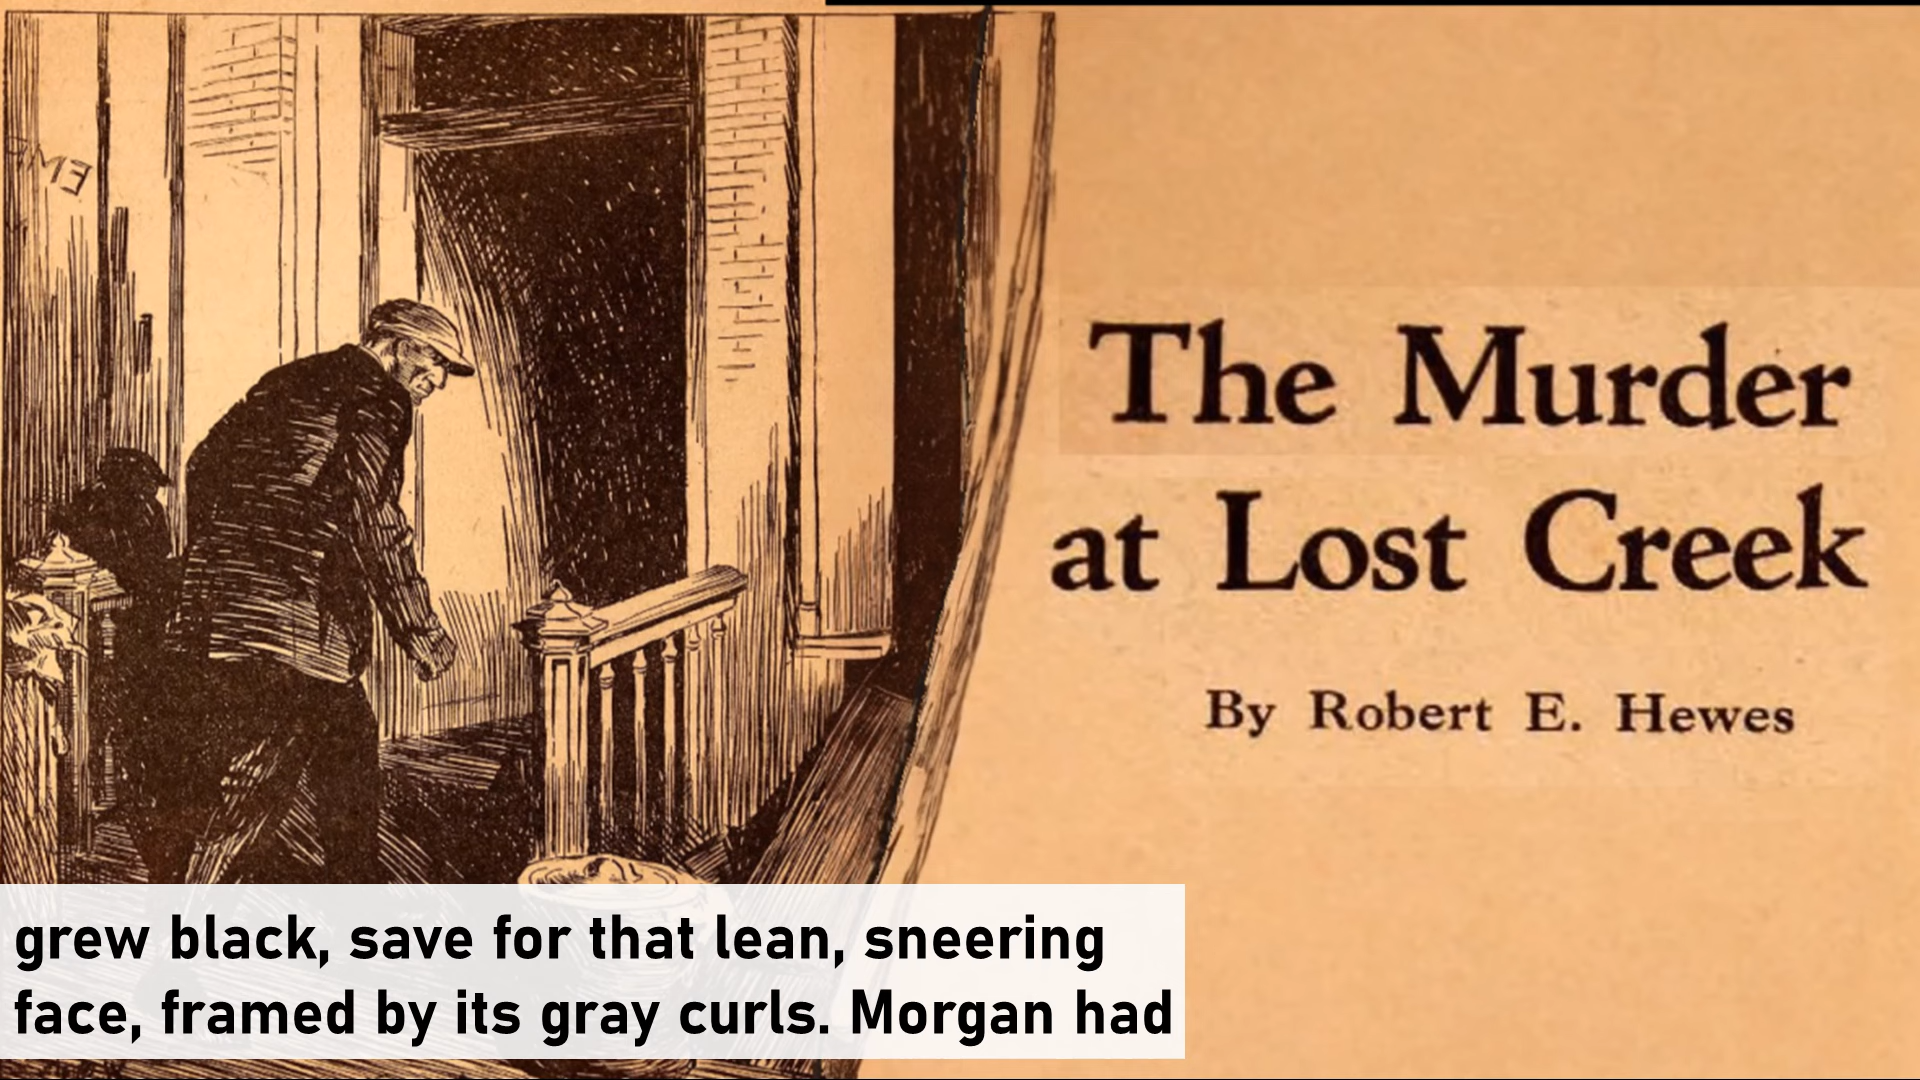 The Murder
at Lost Creek
By Robert E. Hewes
grew black, save for that lean, sneering
face, framed by its gray curls. Morgan had